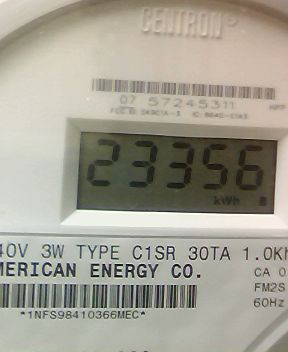 CENTRON®
07 57245311
23356
kWh
40V 3W TYPE C1SR 30TA 1.0Kh
MERICAN ENERGY CO.
CA 0
FM2S
60Hz
*1NFS98410366MEC*